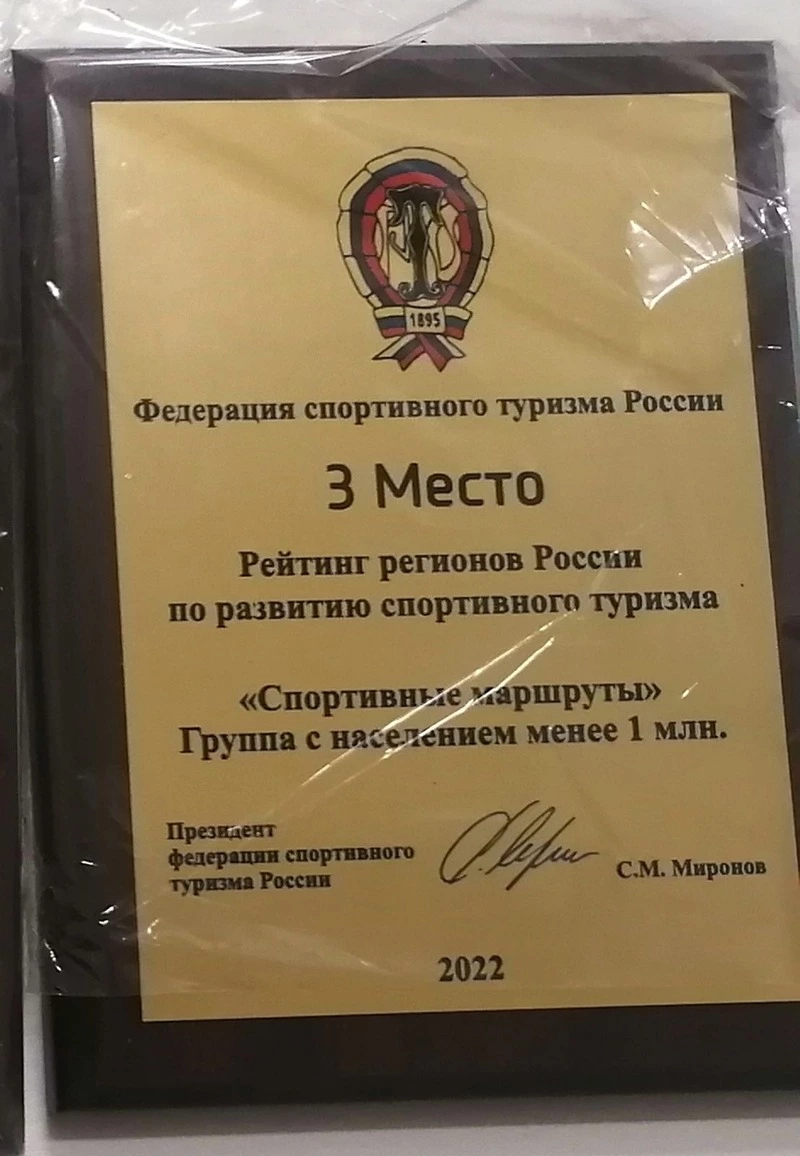 1895
Федерация спортивного туризма России
3 Место
Рейтинг регионов России
по развитию спортивного туризма
«Спортивные маршруты»
Группа с населением менее 1 млн.
Президент
федерации спортивного
туризма России
С.М. Миронов
2022